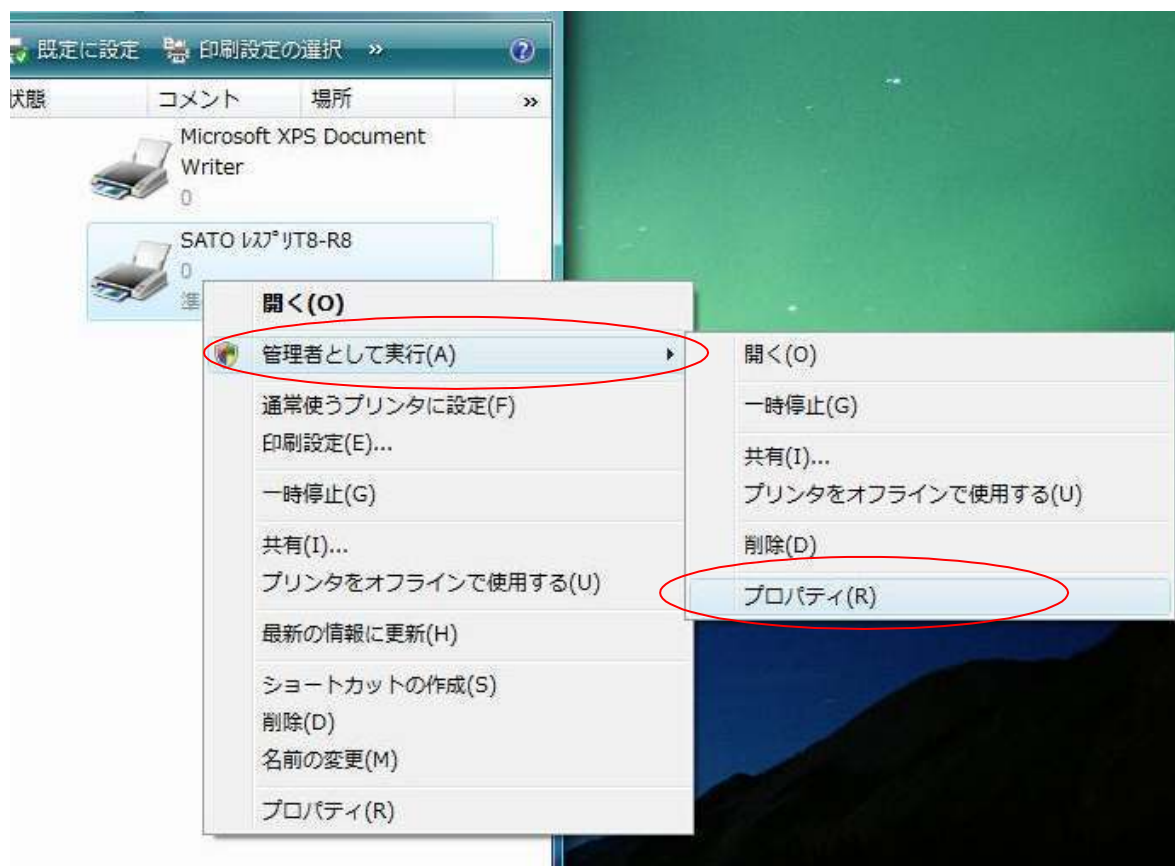 既定に設定 印刷設定の選択 »
状態 コメント 場所 »
Microsoft XPS Document
Writer
0
SATO ﾚｽﾌﾟﾘT8-R8
0
準
開く(O)
管理者として実行(A)
通常使うプリンタに設定(F)
印刷設定(E)...
一時停止(G)
共有(I)...
プリンタをオフラインで使用する(U)
最新の情報に更新(H)
ショートカットの作成(S)
削除(D)
名前の変更(M)
プロパティ(R)
開く(O)
一時停止(G)
共有(I)...
プリンタをオフラインで使用する(U)
削除(D)
プロパティ(R)